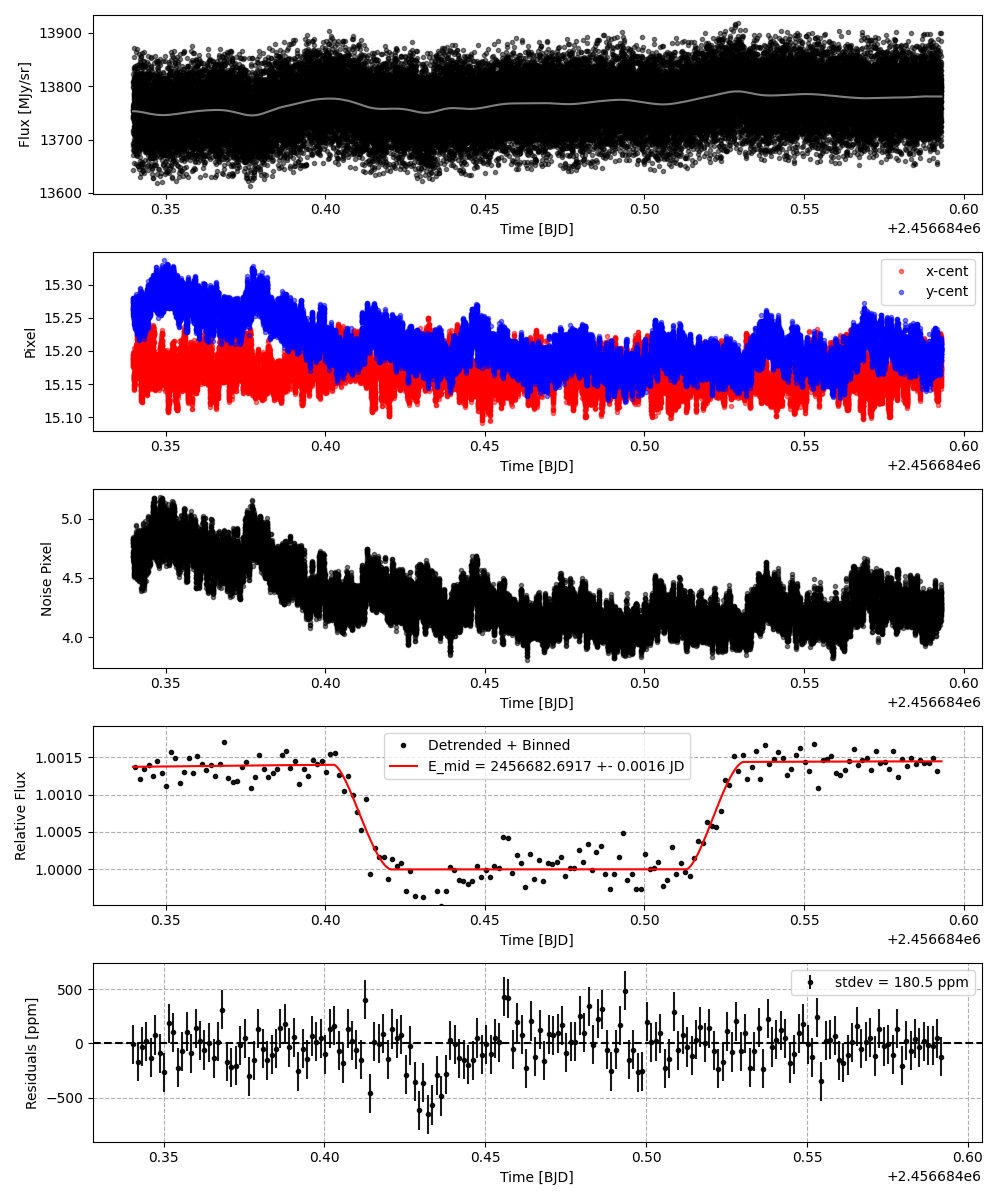 13900
13800
13700
13600
Flux [MJy/sr]
0.35 0.40 0.45 0.50 0.55 0.60
Time [BJD]
+2.456684e6
15.30
15.25
15.20
15.15
15.10
Pixel
x-cent
y-cent
0.35 0.40 0.45 0.50 0.55 0.60
Time [BJD]
+2.456684e6
5.0
4.5
4.0
Noise Pixel
0.35 0.40 0.45 0.50 0.55 0.60
Time [BJD]
+2.456684e6
1.0015
1.0010
1.0005
1.0000
Relative Flux
Detrended + Binned
E_mid = 2456682.6917 +- 0.0016 JD
0.35 0.40 0.45 0.50 0.55 0.60
Time [BJD]
+2.456684e6
500
0
−500
Residuals [ppm]
stdev = 180.5 ppm
0.35 0.40 0.45 0.50 0.55 0.60
Time [BJD]
+2.456684e6